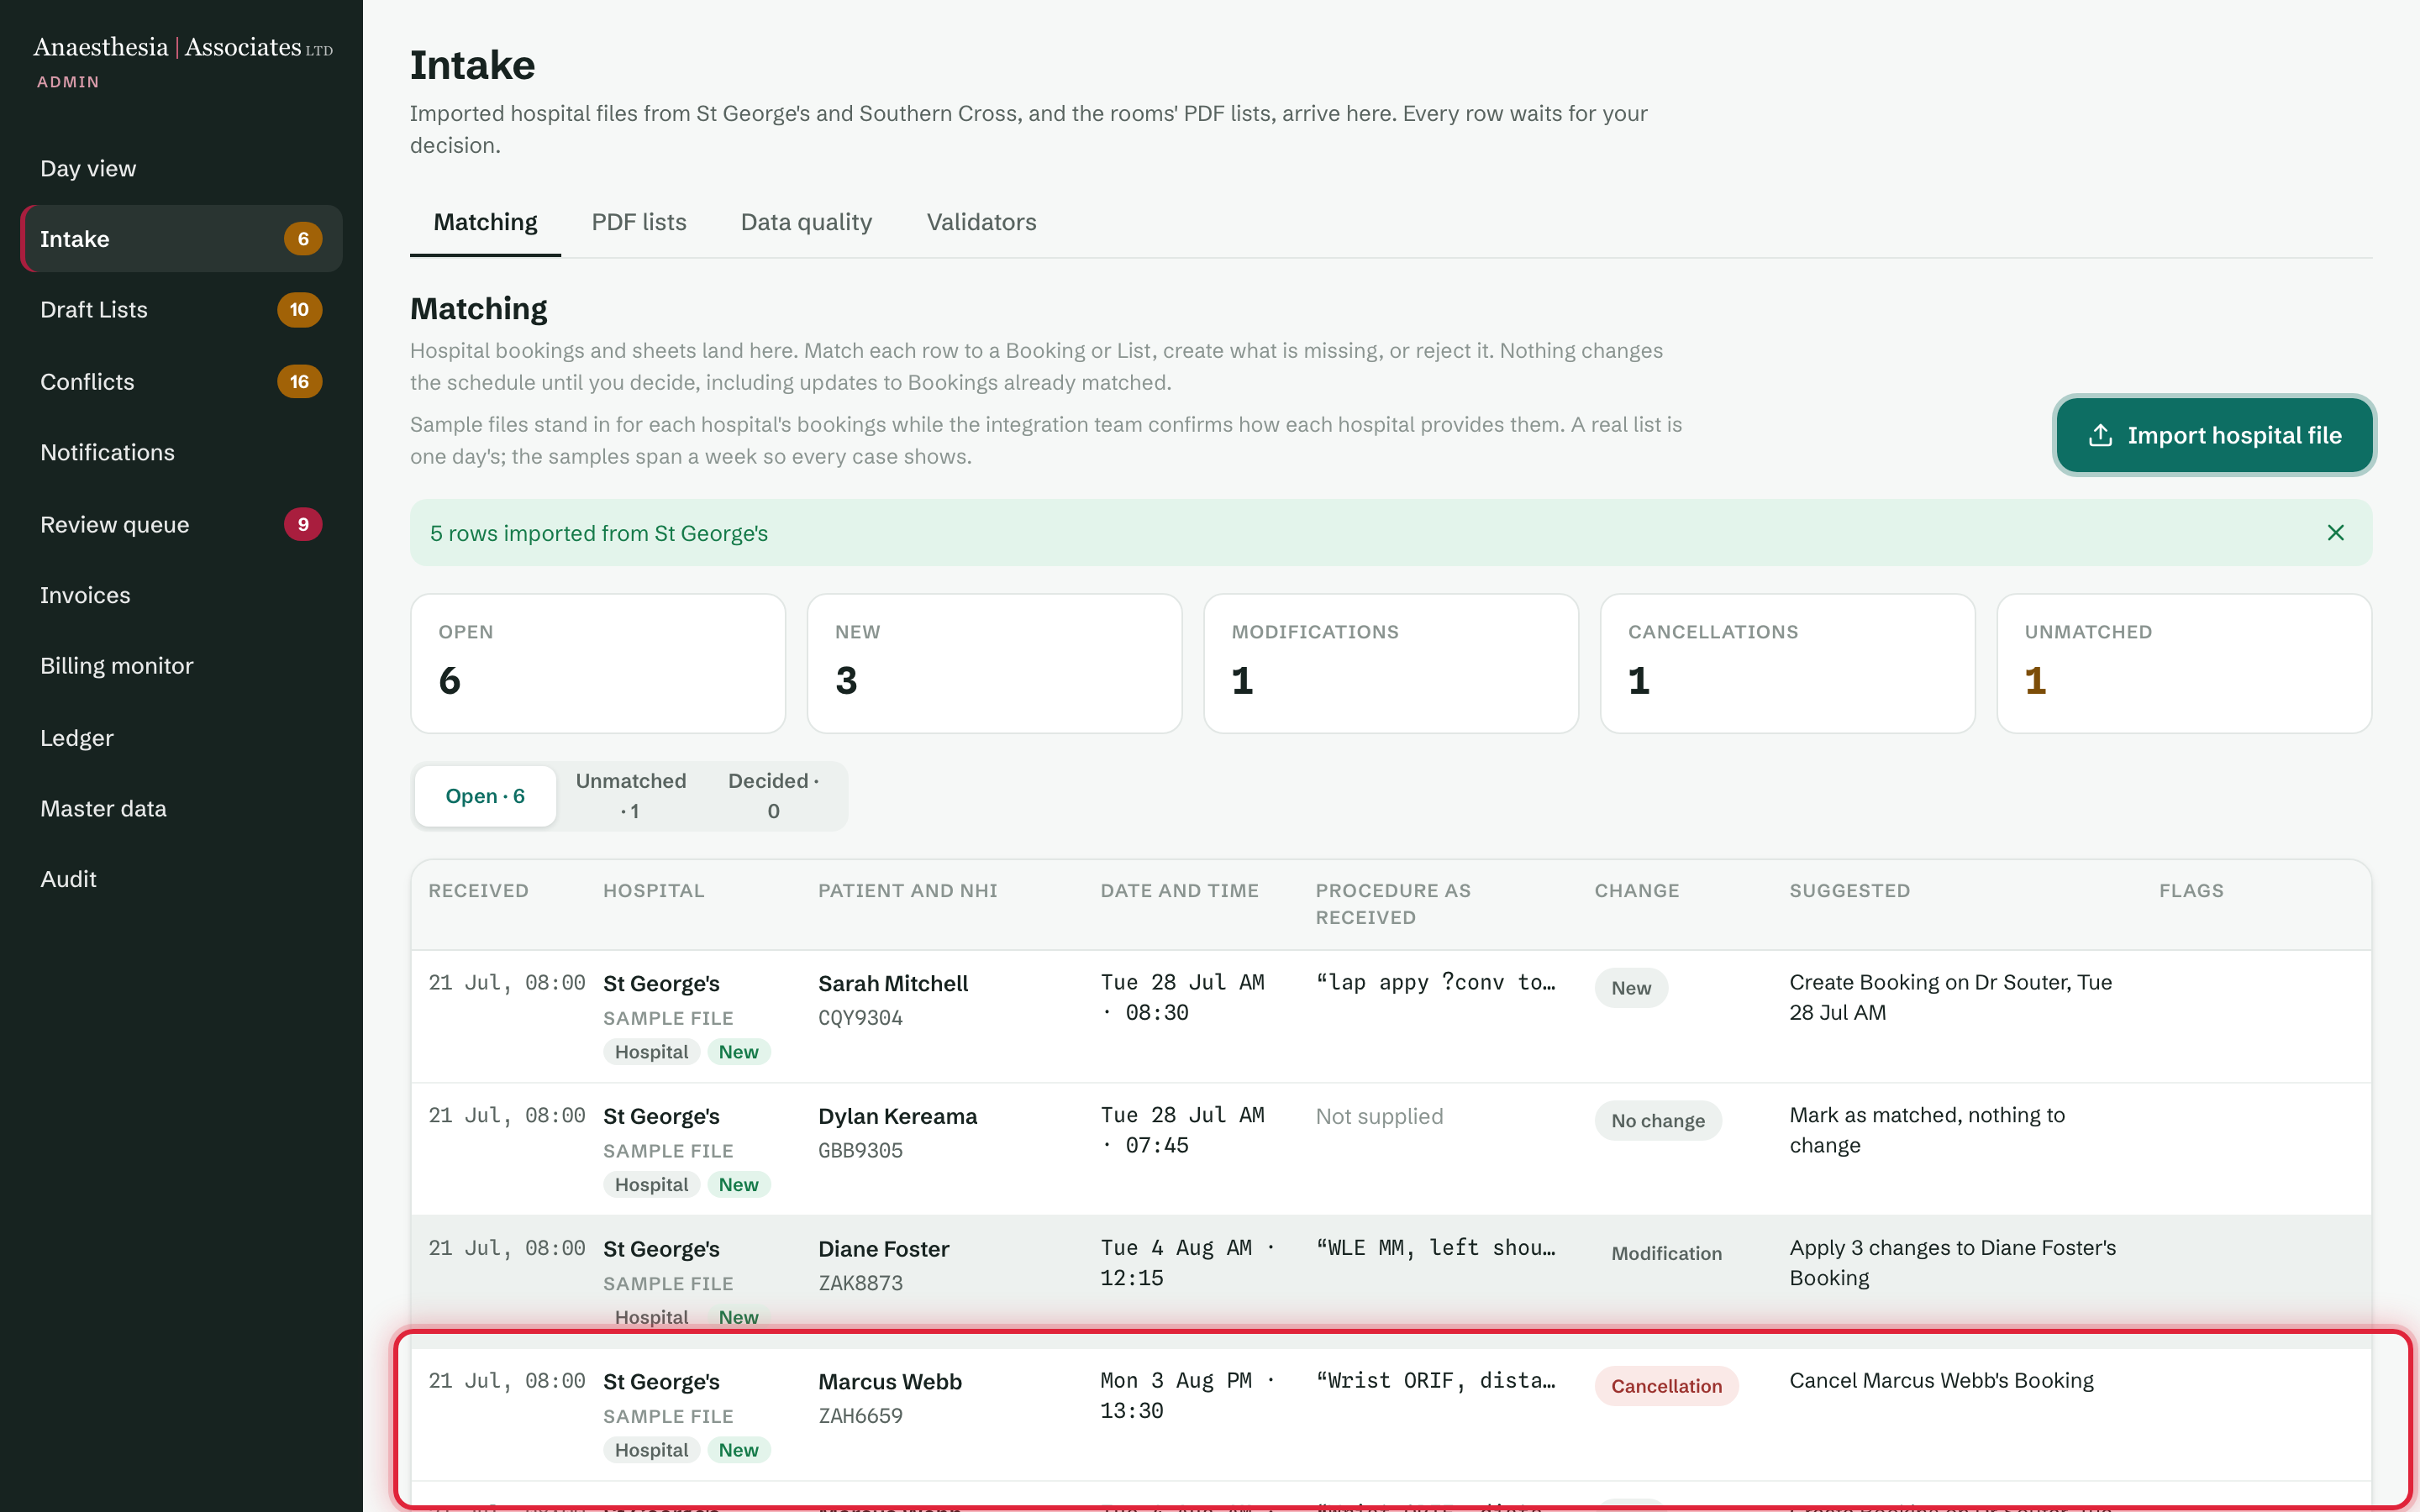 Anaesthesia | Associates LTD
ADMIN
Day view
Intake 6
Draft Lists 10
Conflicts 16
Notifications
Review queue 9
Invoices
Billing monitor
Ledger
Master data
Audit
Intake
Imported hospital files from St George's and Southern Cross, and the rooms' PDF lists, arrive here. Every row waits for your
decision.
Matching PDF lists Data quality Validators
Matching
Hospital bookings and sheets land here. Match each row to a Booking or List, create what is missing, or reject it. Nothing changes
the schedule until you decide, including updates to Bookings already matched.
Sample files stand in for each hospital's bookings while the integration team confirms how each hospital provides them. A real list is
one day's; the samples span a week so every case shows.
Import hospital file
5 rows imported from St George's
OPEN NEW MODIFICATIONS CANCELLATIONS UNMATCHED
6 3 1 1 1
Open · 6 Unmatched Decided ·
· 1 0
RECEIVED HOSPITAL PATIENT AND NHI DATE AND TIME PROCEDURE AS CHANGE SUGGESTED FLAGS
RECEIVED
21 Jul, 08:00 St George's Sarah Mitchell Tue 28 Jul AM “lap appy ?conv to… New Create Booking on Dr Souter, Tue
SAMPLE FILE CQY9304 · 08:30 28 Jul AM
Hospital New
21 Jul, 08:00 St George's Dylan Kereama Tue 28 Jul AM Not supplied No change Mark as matched, nothing to
SAMPLE FILE GBB9305 · 07:45 change
Hospital New
21 Jul, 08:00 St George's Diane Foster Tue 4 Aug AM · “WLE MM, left shou… Modification Apply 3 changes to Diane Foster's
SAMPLE FILE ZAK8873 12:15 Booking
Hospital New
21 Jul, 08:00 St George's Marcus Webb Mon 3 Aug PM · “Wrist ORIF, dista… Cancellation Cancel Marcus Webb's Booking
SAMPLE FILE ZAH6659 13:30
Hospital New